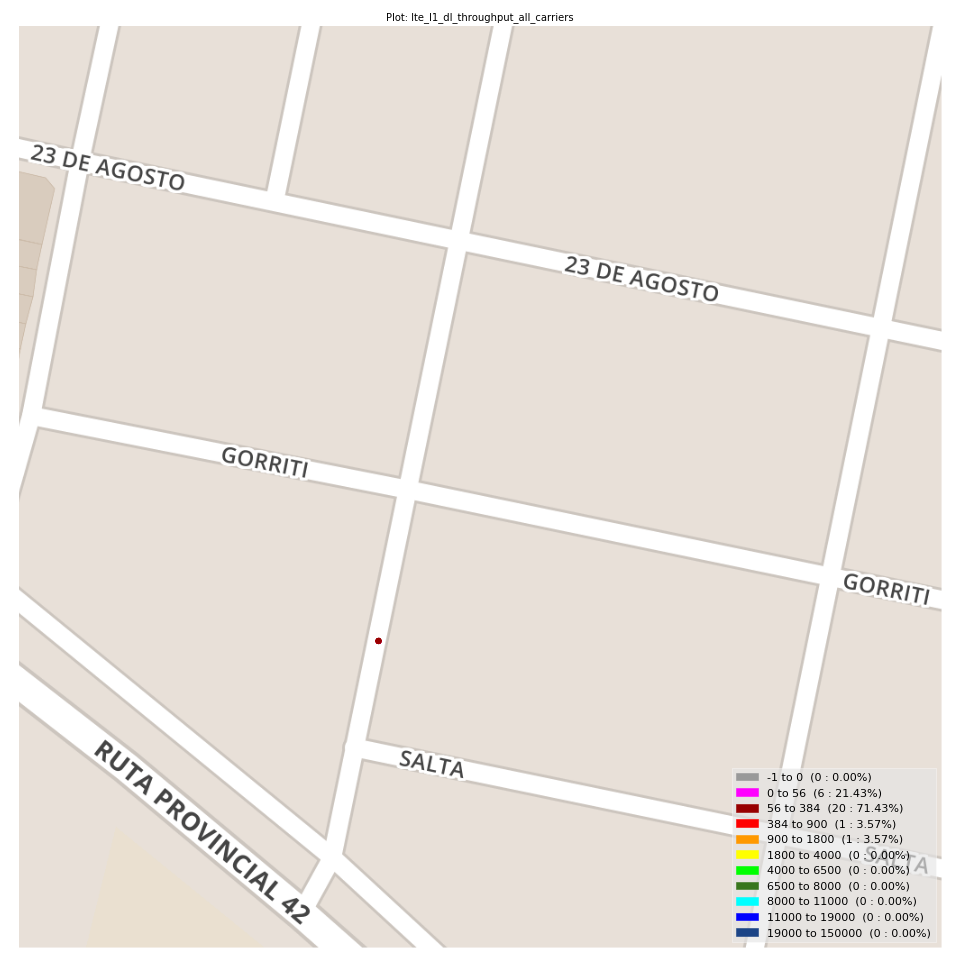 Plot: lte_l1_dl_throughput_all_carriers
23 DE AGOSTO
23 DE AGOSTO
GORRITI
GORRITI
SALTA
RUTA PROVINCIAL 42
SALTA
-1 to 0 (0 : 0.00%)
0 to 56 (6 : 21.43%)
56 to 384 (20 : 71.43%)
384 to 900 (1 : 3.57%)
900 to 1800 (1 : 3.57%)
1800 to 4000 (0 : 0.00%)
4000 to 6500 (0 : 0.00%)
6500 to 8000 (0 : 0.00%)
8000 to 11000 (0 : 0.00%)
11000 to 19000 (0 : 0.00%)
19000 to 150000 (0 : 0.00%)